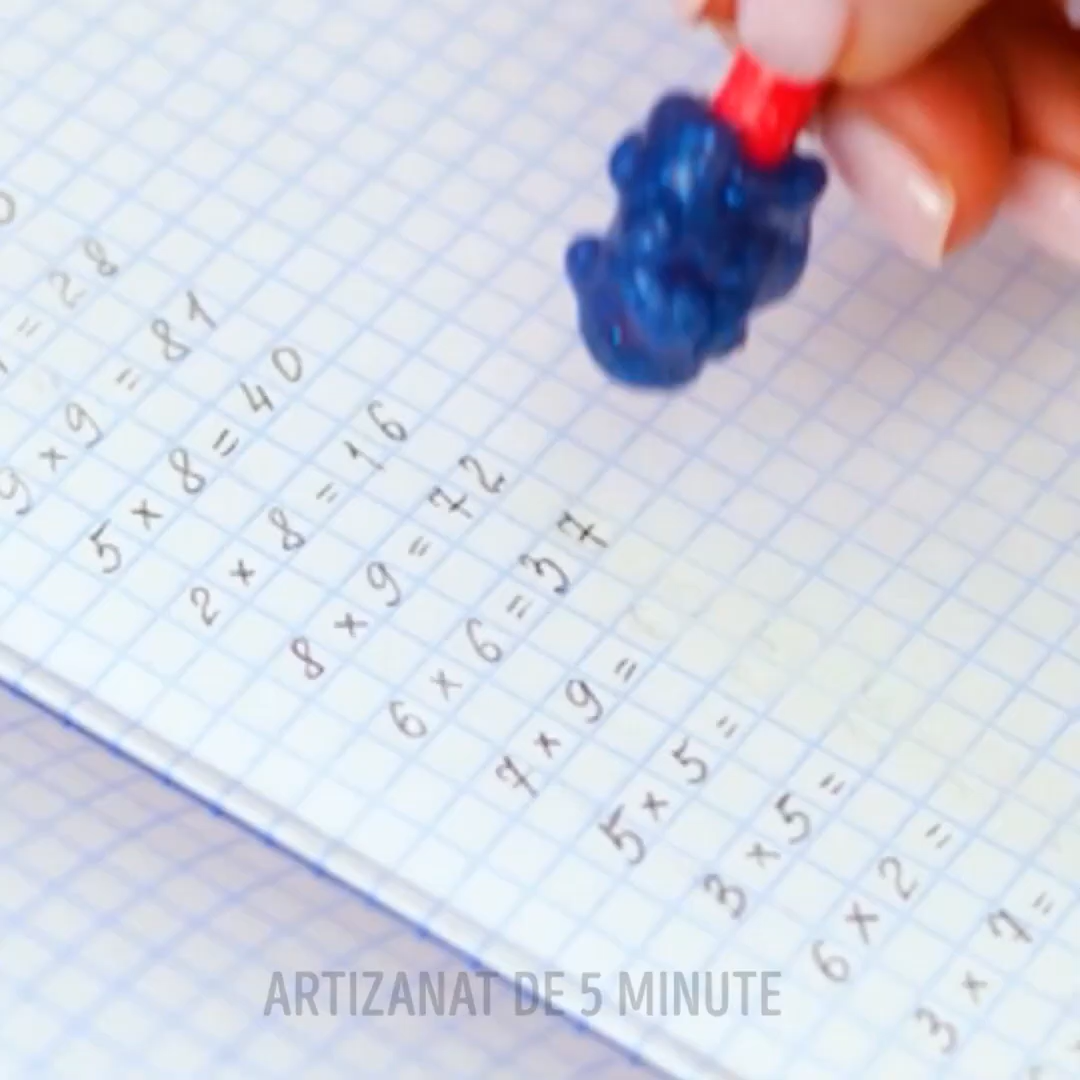 0
= 28
9 × 9 = 81
5 × 8 = 40
2 × 8 = 16
8 × 9 = 72
6 × 6 = 37
7 × 9 =
5 × 5 =
3 × 5 =
6 × 2 =
3 × 7 =
ARTIZANAT DE 5 MINUTE